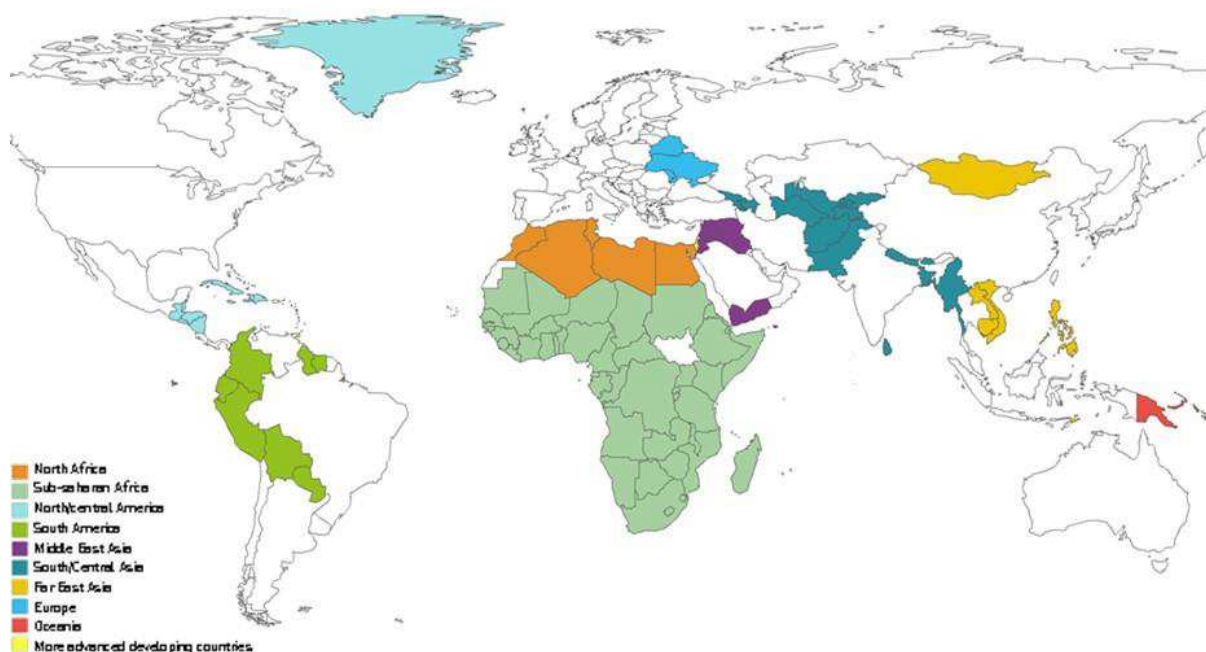 North Africa
Sub-saharan Africa
North/central America
South America
Middle East Asia
South/Central Asia
Far East Asia
Europe
Oceania
More advanced developing countries